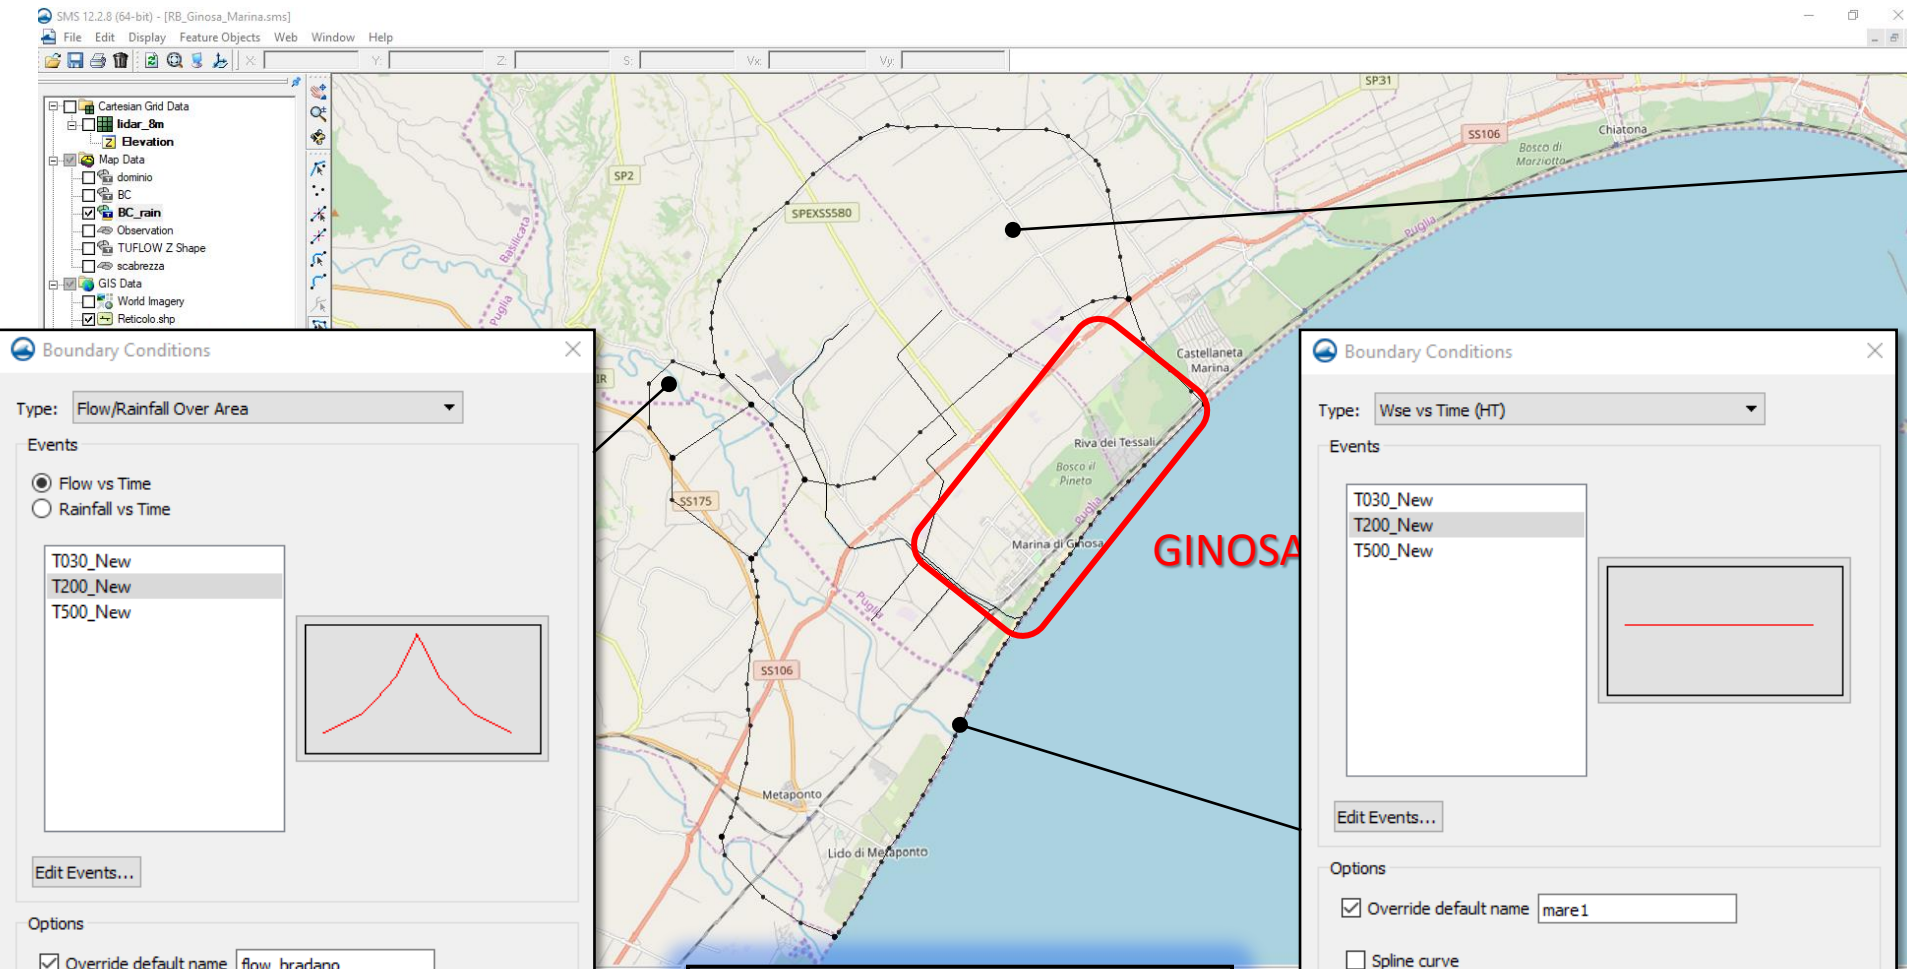 SMS 12.2.8 (64-bit) - [RB_Ginosa_Marina.sms]
File Edit Display Feature Objects Web Window Help
X: Y: Z: S: Vx: Vy:
Cartesian Grid Data
lidar_8m
Z Elevation
Map Data
dominio
BC
BC_rain
Observation
TUFLOW Z Shape
scabrezza
GIS Data
World Imagery
Reticolo.shp
SP31
SS106
Chiatona
Bosco di
Marziotta
SP2
SPEXSS580
Basilicata
Puglia
Puglia
Castellaneta
Marina
Riva dei Tessali
Bosco il
Pineto
Puglia
SS175
Marina di Ginosa
GINOSA
Puglia
SS106
Metaponto
Lido di Metaponto
Boundary Conditions
Type: Flow/Rainfall Over Area
Events
Flow vs Time
Rainfall vs Time
T030_New
T200_New
T500_New
Edit Events...
Options
Override default name flow_bradano
Boundary Conditions
Type: Wse vs Time (HT)
Events
T030_New
T200_New
T500_New
Edit Events...
Options
Override default name mare1
Spline curve